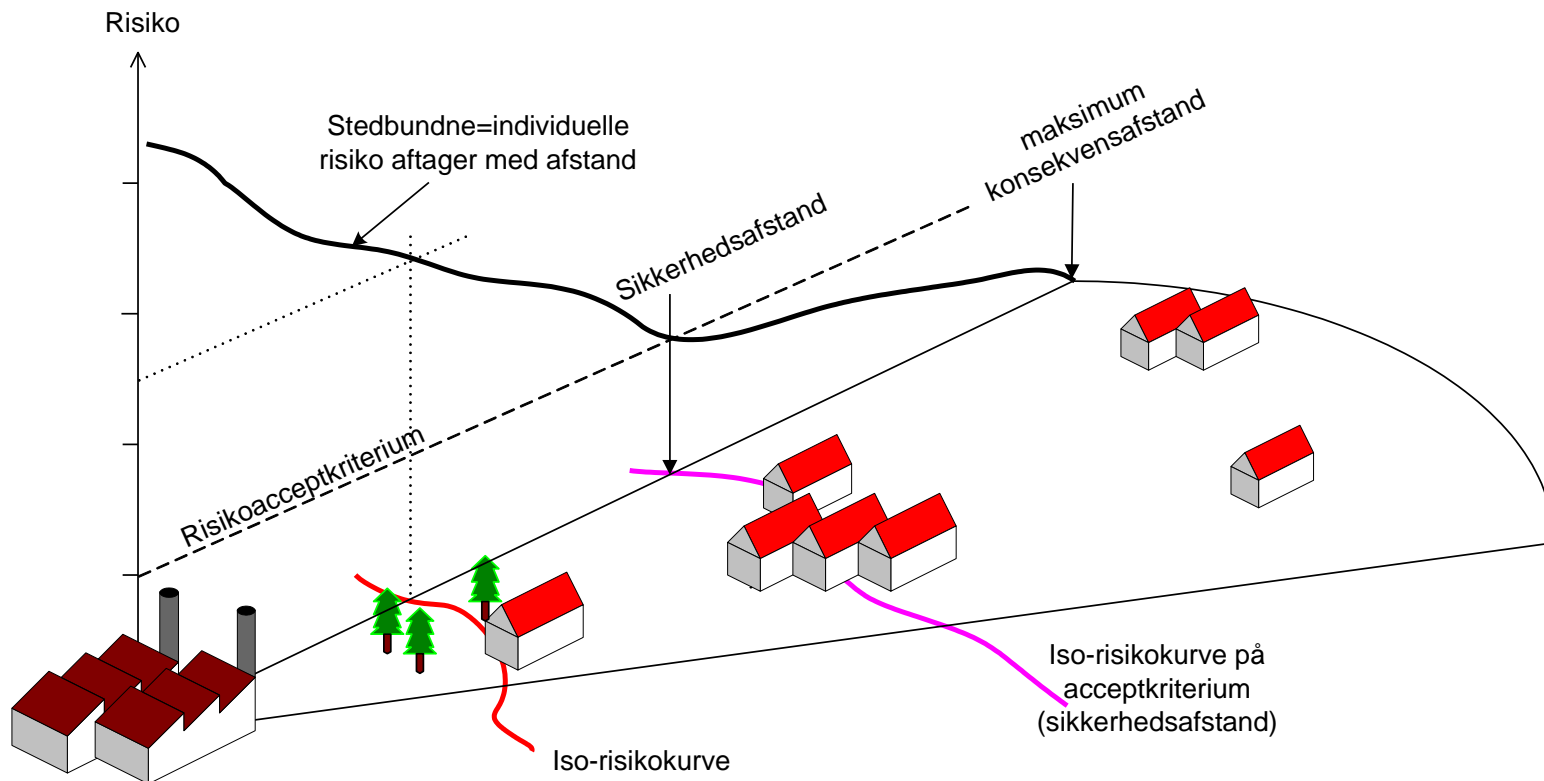 Risiko
Stedbundne=individuelle
risiko aftager med afstand
maksimum
konsekvensafstand
Sikkerhedsafstand
Risikoacceptkriterium
Iso-risikokurve på
acceptkriterium
(sikkerhedsafstand)
Iso-risikokurve